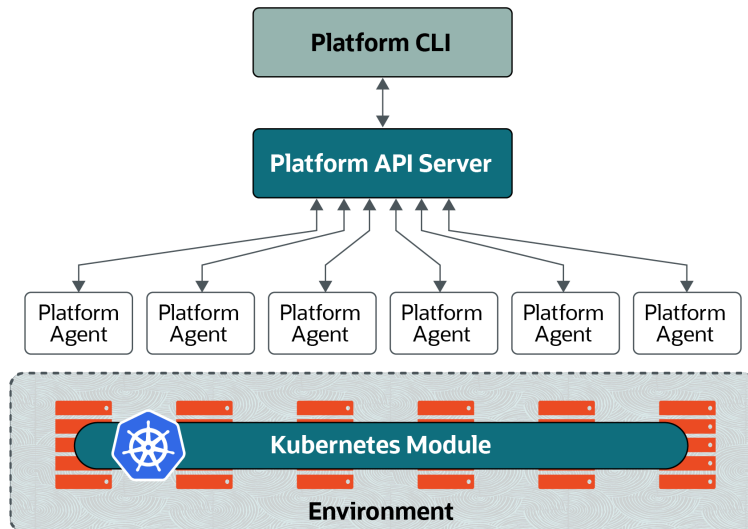 Platform CLI
Platform API Server
Platform
Agent
Platform
Agent
Platform
Agent
Platform
Agent
Platform
Agent
Platform
Agent
Kubernetes Module
Environment